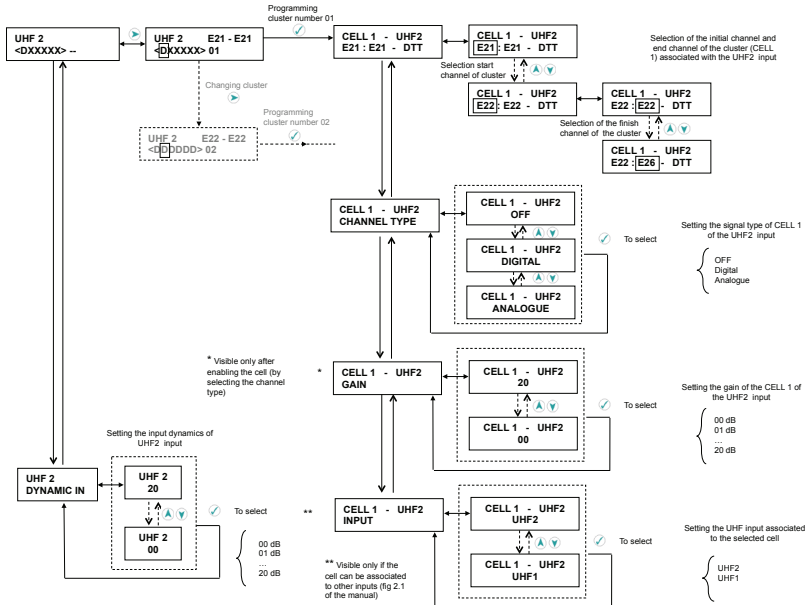 Programming
cluster number 01
UHF 2
<DXXXXX> --
UHF 2 E21 - E21
<DXXXXX> 01
CELL 1 - UHF2
E21 : E21 - DTT
CELL 1 - UHF2
E21 : E21 - DTT
Selection of the initial channel and
end channel of the cluster (CELL
1) associated with the UHF2 input
Selection start
channel of cluster
Changing cluster
CELL 1 - UHF2
E22 : E22 - DTT
CELL 1 - UHF2
E22 : E22 - DTT
Programming
cluster number 02
UHF 2 E22 - E22
<DDDDDD> 02
Selection of the finish
channel of the cluster
CELL 1 - UHF2
E22 : E26 - DTT
CELL 1 - UHF2
CHANNEL TYPE
CELL 1 - UHF2
OFF
CELL 1 - UHF2
DIGITAL
CELL 1 - UHF2
ANALOGUE
To select
Setting the signal type of CELL 1
of the UHF2 input
OFF
Digital
Analogue
* Visible only after
enabling the cell (by
selecting the channel
type)
*
CELL 1 - UHF2
GAIN
CELL 1 - UHF2
20
CELL 1 - UHF2
00
To select
Setting the gain of the CELL 1 of
the UHF2 input
00 dB
01 dB
...
20 dB
Setting the input dynamics of
UHF2 input
UHF 2
DYNAMIC IN
UHF 2
20
UHF 2
00
To select
00 dB
01 dB
...
20 dB
**
CELL 1 - UHF2
INPUT
CELL 1 - UHF2
UHF2
CELL 1 - UHF2
UHF1
To select
Setting the UHF input associated
to the selected cell
UHF2
UHF1
** Visible only if the
cell can be associated
to other inputs (fig 2.1
of the manual)